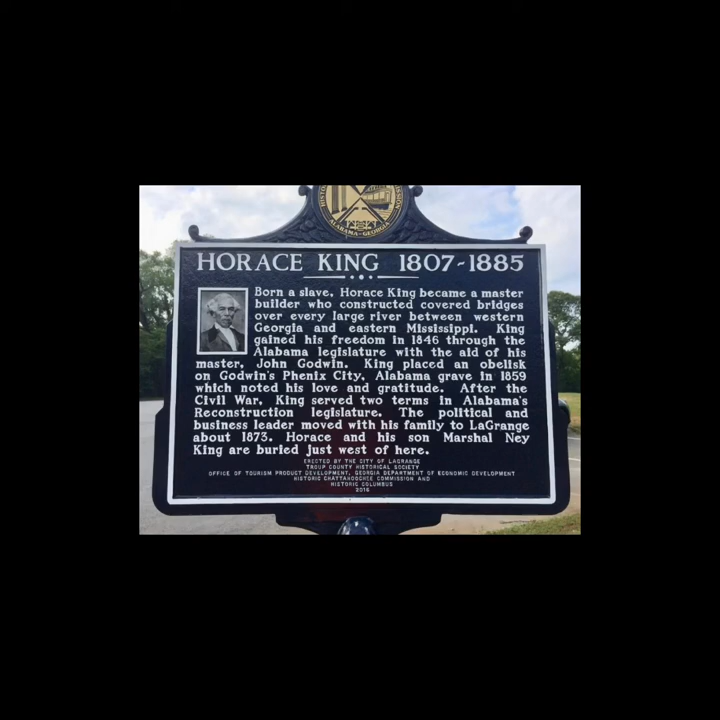 ALABAMA-GEORGIA
HORACE KING 1807-1885
Born a slave, Horace King became a master
builder who constructed covered bridges
over every large river between western
Georgia and eastern Mississippi. King
gained his freedom in 1846 through the
Alabama legislature with the aid of his
master, John Godwin. King placed an obelisk
on Godwin's Phenix City, Alabama grave in 1859
which noted his love and gratitude. After the
Civil War, King served two terms in Alabama's
Reconstruction legislature. The political and
business leader moved with his family to LaGrange
about 1873. Horace and his son Marshal Ney
King are buried just west of here.
ERECTED BY THE CITY OF LAGRANGE
TROUP COUNTY HISTORICAL SOCIETY
OFFICE OF TOURISM PRODUCT DEVELOPMENT, GEORGIA DEPARTMENT OF ECONOMIC DEVELOPMENT
HISTORIC CHATTAHOOCHEE COMMISSION AND
HISTORIC COLUMBUS
2016